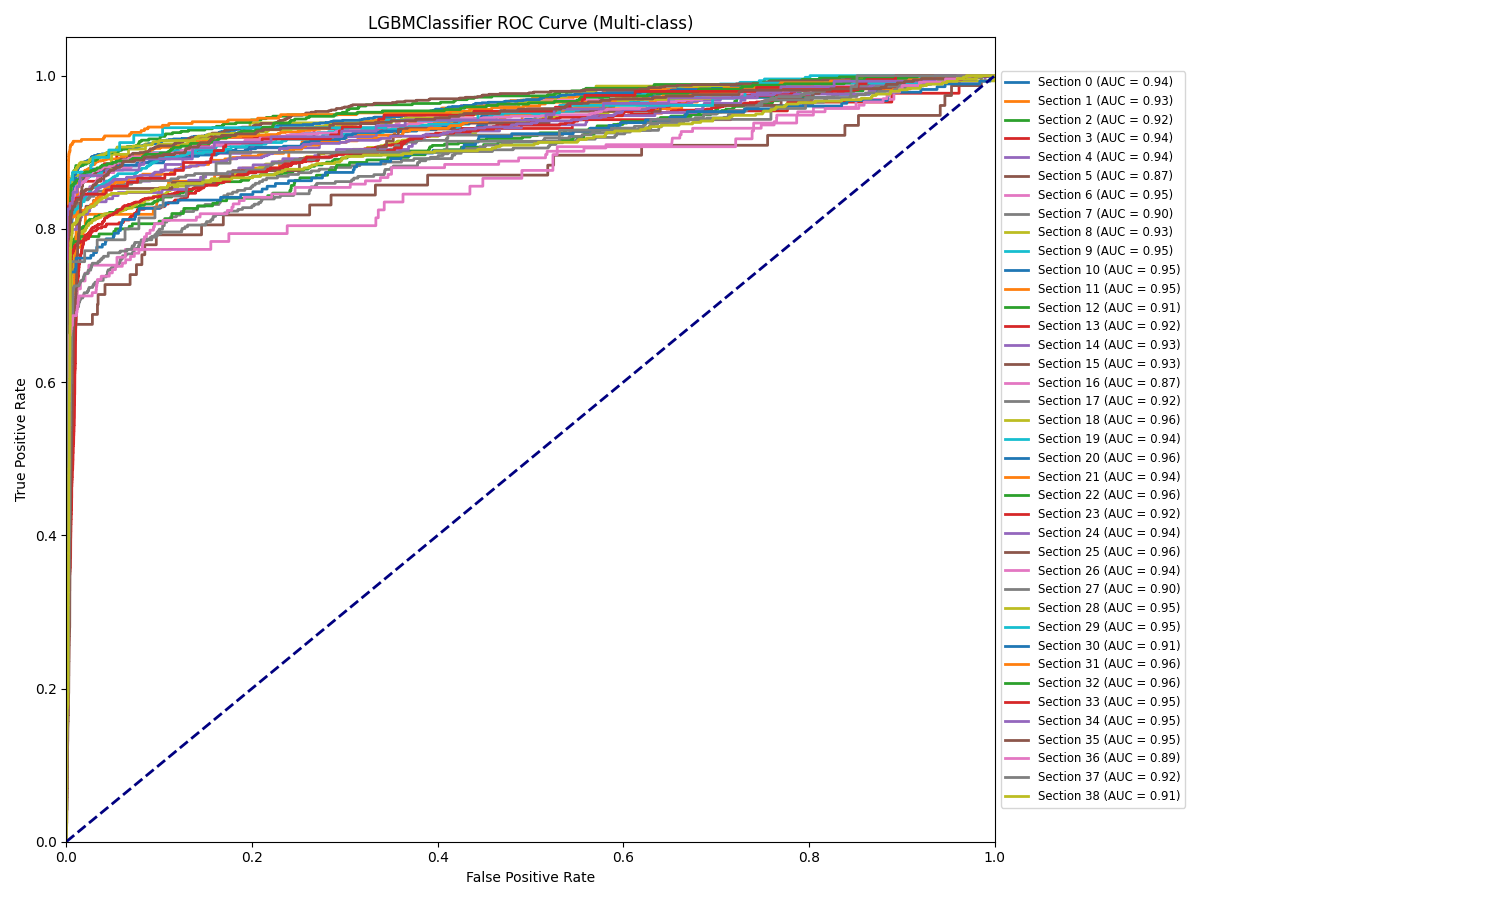 LGBMClassifier ROC Curve (Multi-class)
True Positive Rate
1.0
0.8
0.6
0.4
0.2
0.0
0.0 0.2 0.4 0.6 0.8 1.0
False Positive Rate
Section 0 (AUC = 0.94)
Section 1 (AUC = 0.93)
Section 2 (AUC = 0.92)
Section 3 (AUC = 0.94)
Section 4 (AUC = 0.94)
Section 5 (AUC = 0.87)
Section 6 (AUC = 0.95)
Section 7 (AUC = 0.90)
Section 8 (AUC = 0.93)
Section 9 (AUC = 0.95)
Section 10 (AUC = 0.95)
Section 11 (AUC = 0.95)
Section 12 (AUC = 0.91)
Section 13 (AUC = 0.92)
Section 14 (AUC = 0.93)
Section 15 (AUC = 0.93)
Section 16 (AUC = 0.87)
Section 17 (AUC = 0.92)
Section 18 (AUC = 0.96)
Section 19 (AUC = 0.94)
Section 20 (AUC = 0.96)
Section 21 (AUC = 0.94)
Section 22 (AUC = 0.96)
Section 23 (AUC = 0.92)
Section 24 (AUC = 0.94)
Section 25 (AUC = 0.96)
Section 26 (AUC = 0.94)
Section 27 (AUC = 0.90)
Section 28 (AUC = 0.95)
Section 29 (AUC = 0.95)
Section 30 (AUC = 0.91)
Section 31 (AUC = 0.96)
Section 32 (AUC = 0.96)
Section 33 (AUC = 0.95)
Section 34 (AUC = 0.95)
Section 35 (AUC = 0.95)
Section 36 (AUC = 0.89)
Section 37 (AUC = 0.92)
Section 38 (AUC = 0.91)